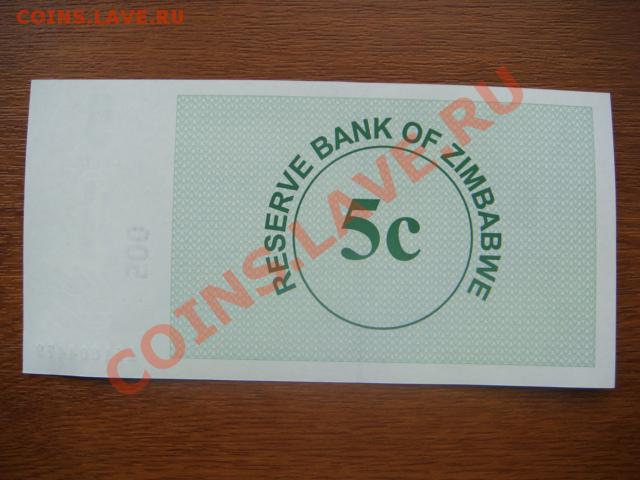 COINS.LAVE.RU
COINS.LAVE.RU
RESERVE BANK OF ZIMBABWE
5c